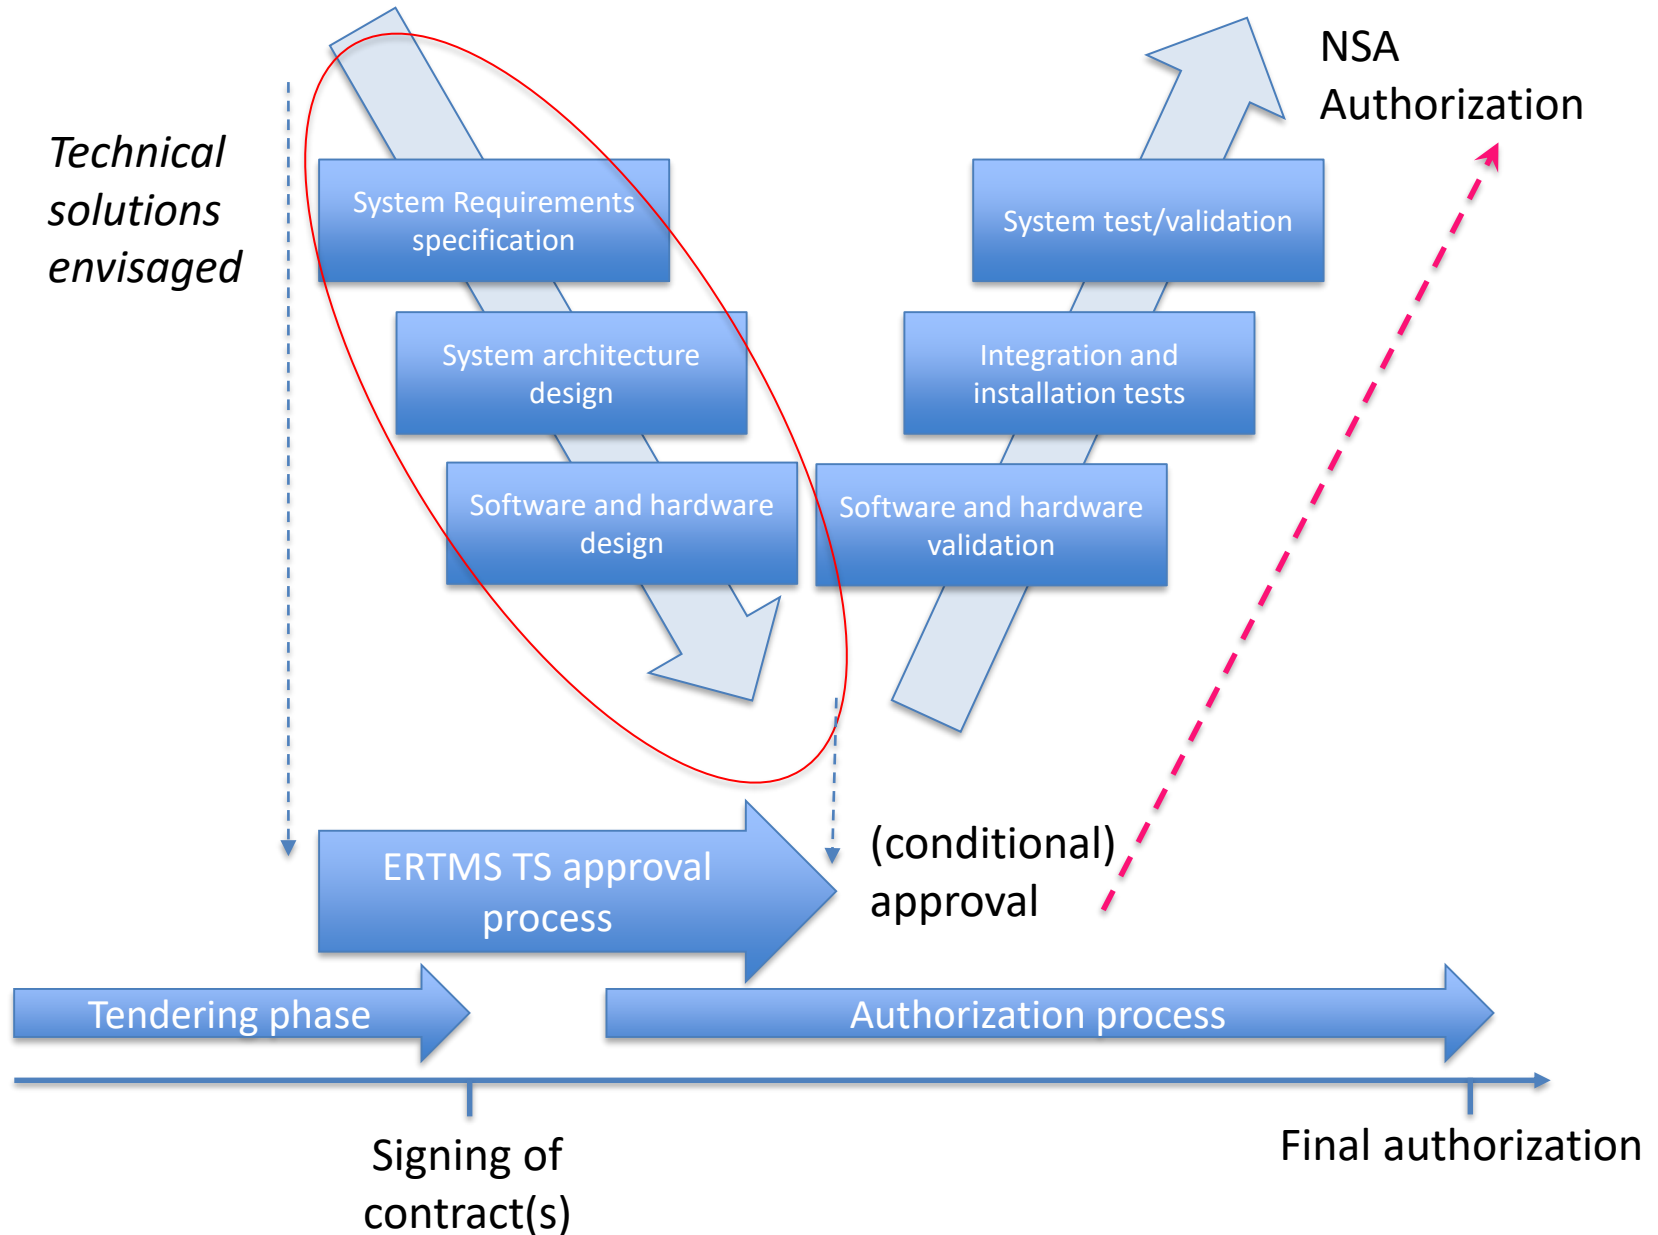 NSA
Authorization
Technical
solutions
envisaged
System Requirements
specification
System test/validation
System architecture
design
Integration and
installation tests
Software and hardware
design
Software and hardware
validation
ERTMS TS approval
process
(conditional)
approval
Tendering phase
Authorization process
Signing of
contract(s)
Final authorization